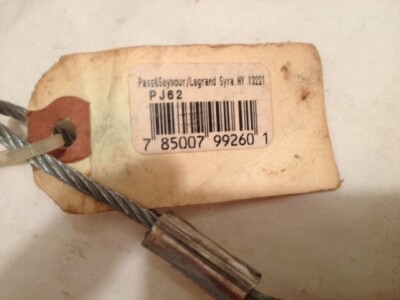 Pass&Seymour/Legrand Syra.NY 13221
PJ62
7 85007 99260 1